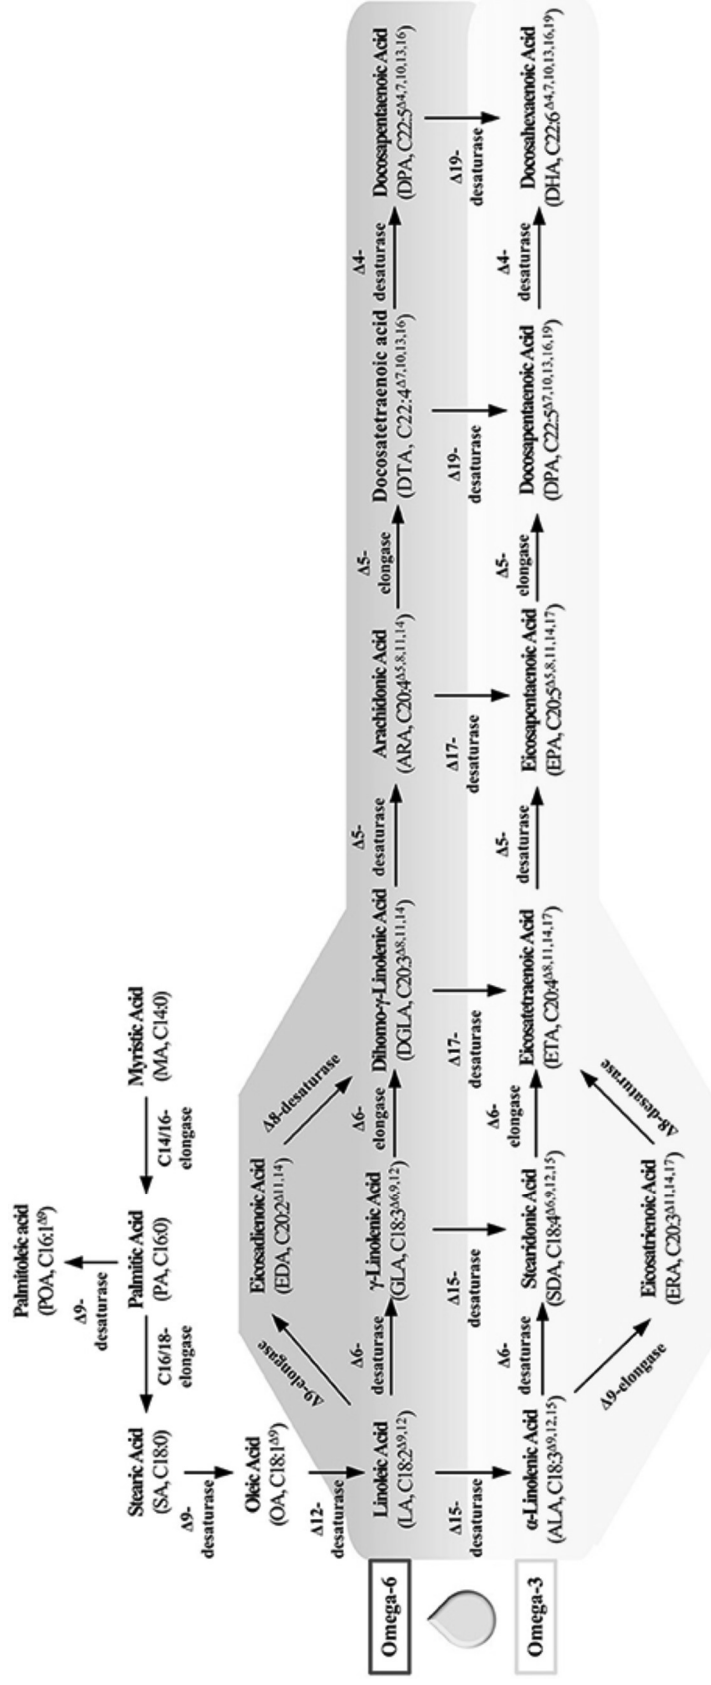 Palmitoleic acid
(POA, C16:1Δ9)
Δ9-
desaturase
Stearic Acid
(SA, C18:0)
C16/18-
elongase
Palmitic Acid
(PA, C16:0)
C14/16-
elongase
Myristic Acid
(MA, C14:0)
Δ9-
desaturase
Oleic Acid
(OA, C18:1Δ9)
Δ12-
desaturase
Eicosadienoic Acid
(EDA, C20:2Δ11,14)
Δ9-elongase
Δ8-desaturase
Omega-6
Linoleic Acid
(LA, C18:2Δ9,12)
Δ6-
desaturase
γ-Linolenic Acid
(GLA, C18:3Δ6,9,12)
Δ6-
elongase
Dihomo-γ-Linolenic Acid
(DGLA, C20:3Δ8,11,14)
Δ5-
desaturase
Arachidonic Acid
(ARA, C20:4Δ5,8,11,14)
Δ5-
elongase
Docosatetraenoic acid
(DTA, C22:4Δ7,10,13,16)
Δ4-
desaturase
Docosapentaenoic Acid
(DPA, C22:5Δ4,7,10,13,16)
Δ15-
desaturase
Δ15-
desaturase
Δ17-
desaturase
Δ17-
desaturase
Δ19-
desaturase
Δ19-
desaturase
Omega-3
α-Linolenic Acid
(ALA, C18:3Δ9,12,15)
Δ6-
desaturase
Stearidonic Acid
(SDA, C18:4Δ6,9,12,15)
Δ6-
elongase
Eicosatetraenoic Acid
(ETA, C20:4Δ8,11,14,17)
Δ5-
desaturase
Eicosapentaenoic Acid
(EPA, C20:5Δ5,8,11,14,17)
Δ5-
elongase
Docosapentaenoic Acid
(DPA, C22:5Δ7,10,13,16,19)
Δ4-
desaturase
Docosahexaenoic Acid
(DHA, C22:6Δ4,7,10,13,16,19)
Δ9-elongase
Eicosatrienoic Acid
(ERA, C20:3Δ11,14,17)
Δ8-desaturase